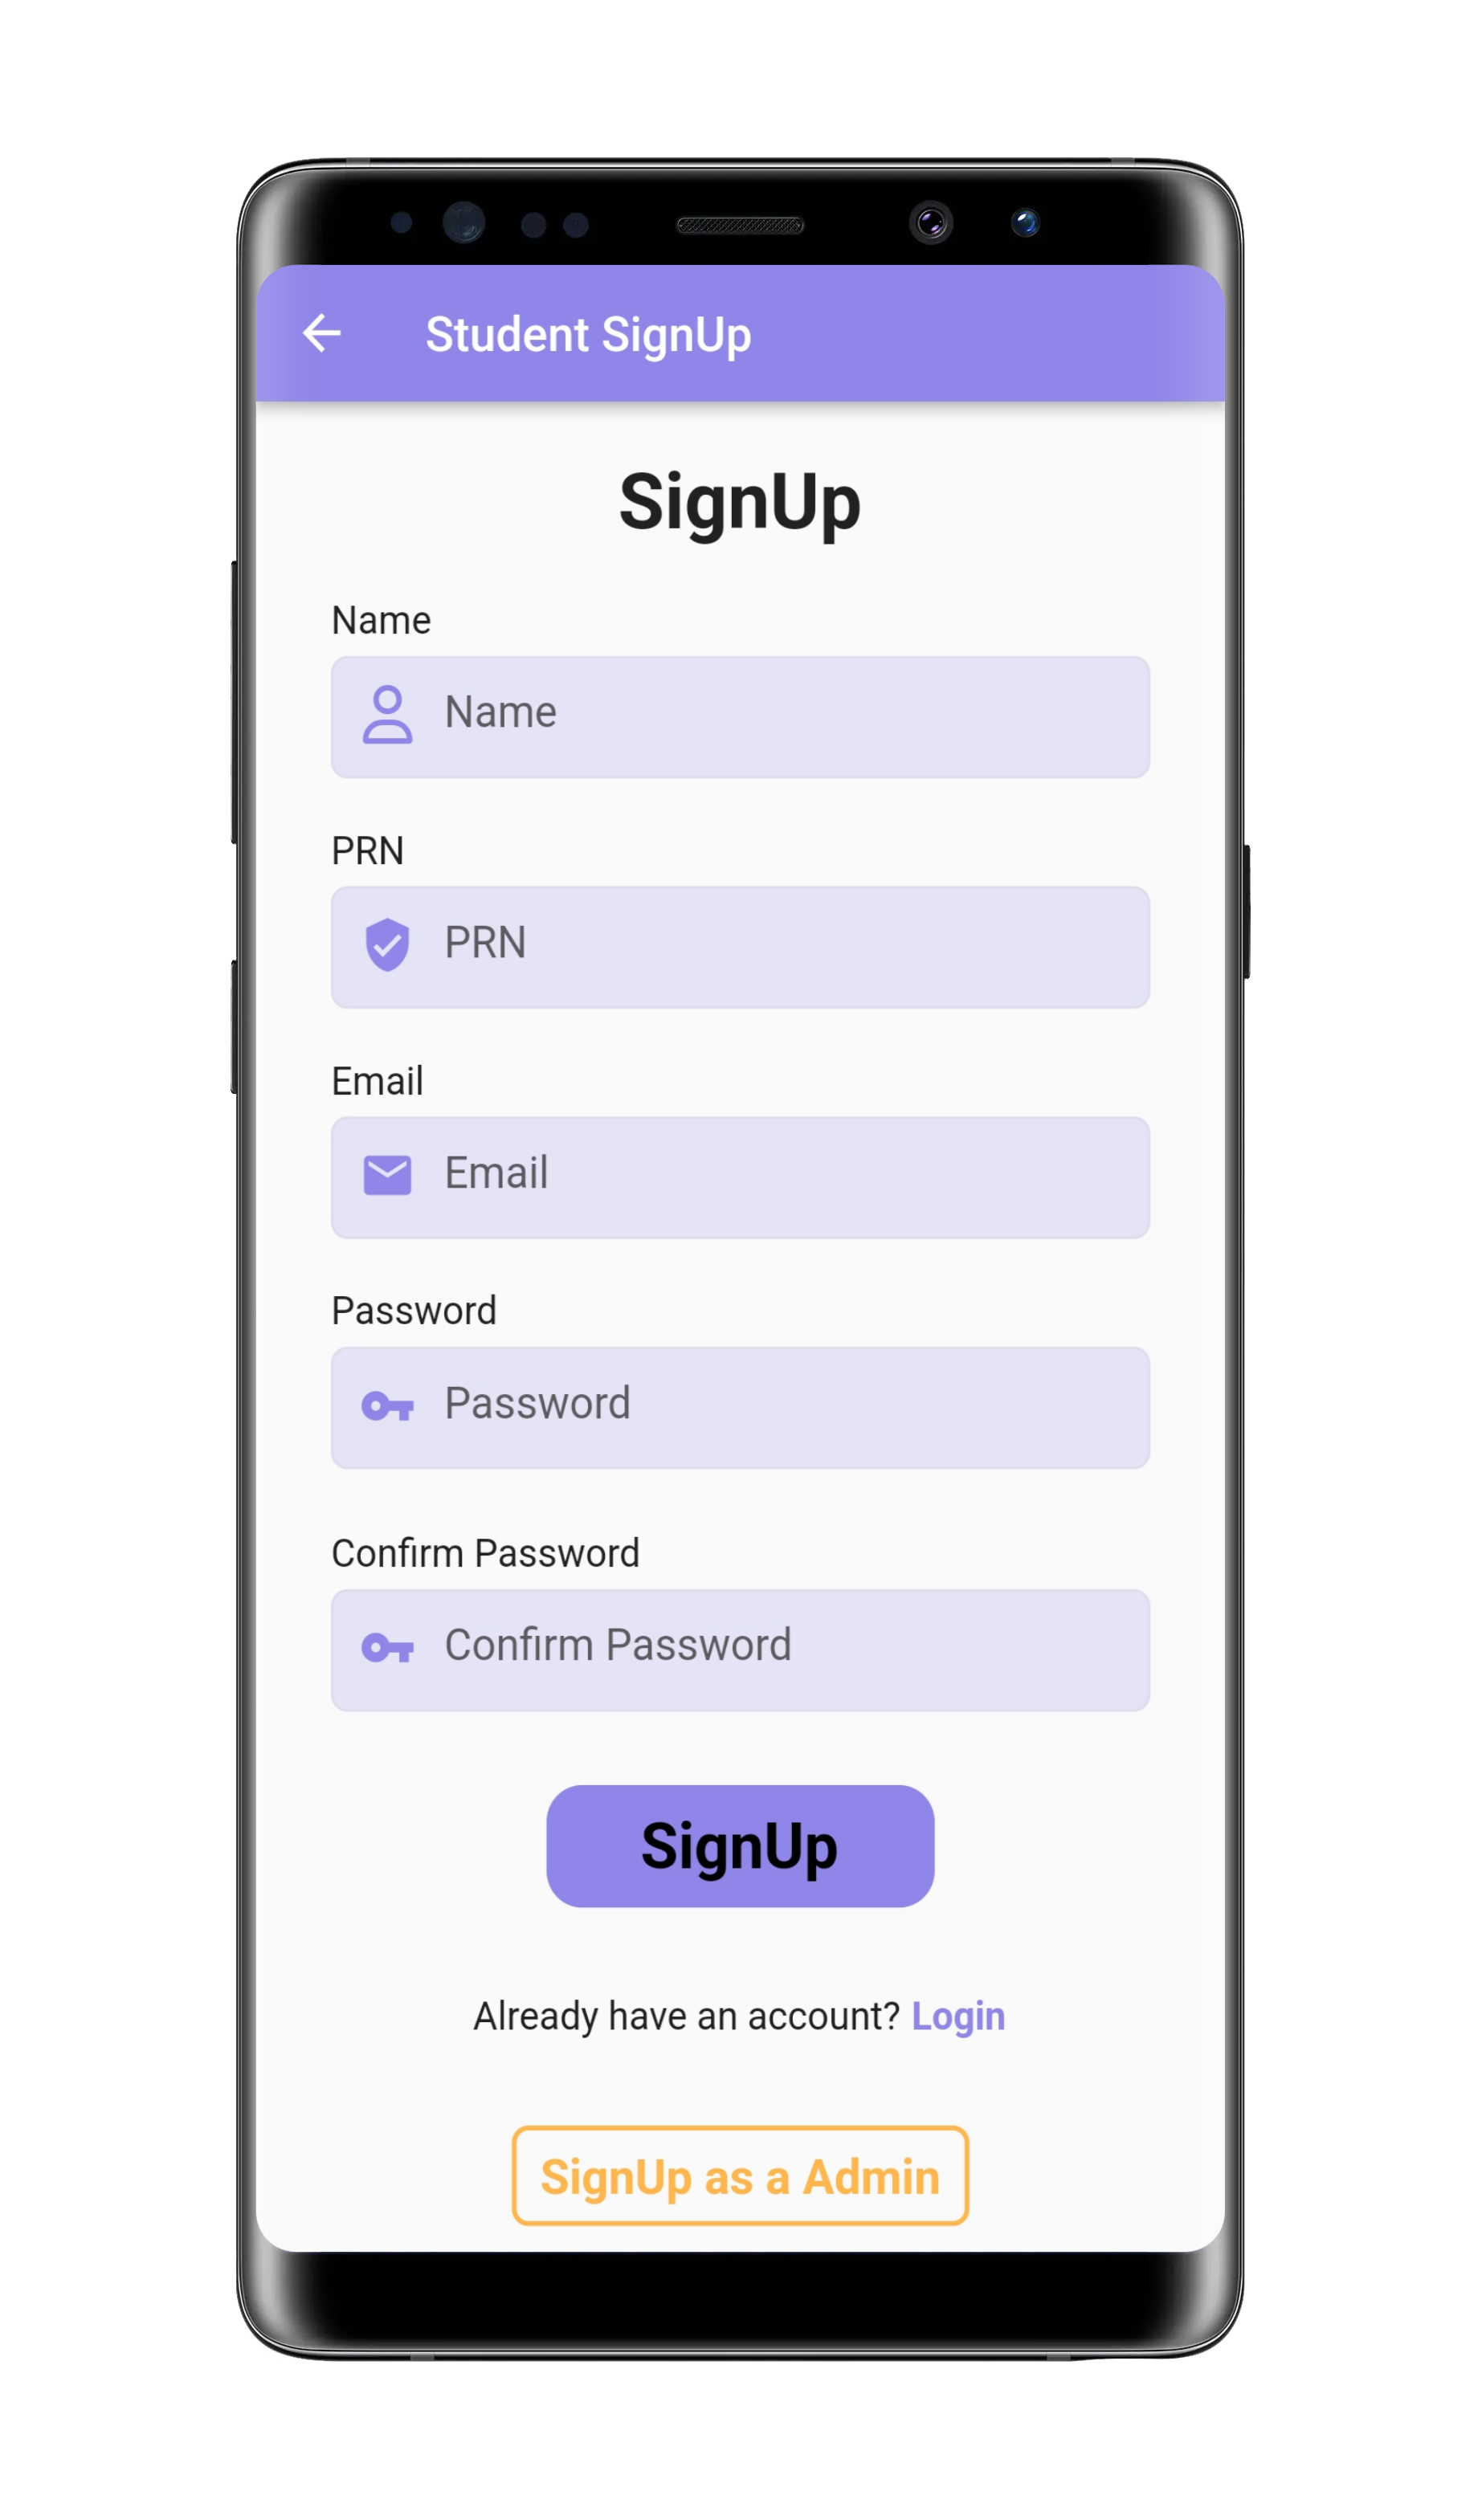 Student SignUp
SignUp
Name
Name
PRN
PRN
Email
Email
Password
Password
Confirm Password
Confirm Password
SignUp
Already have an account? Login
SignUp as a Admin